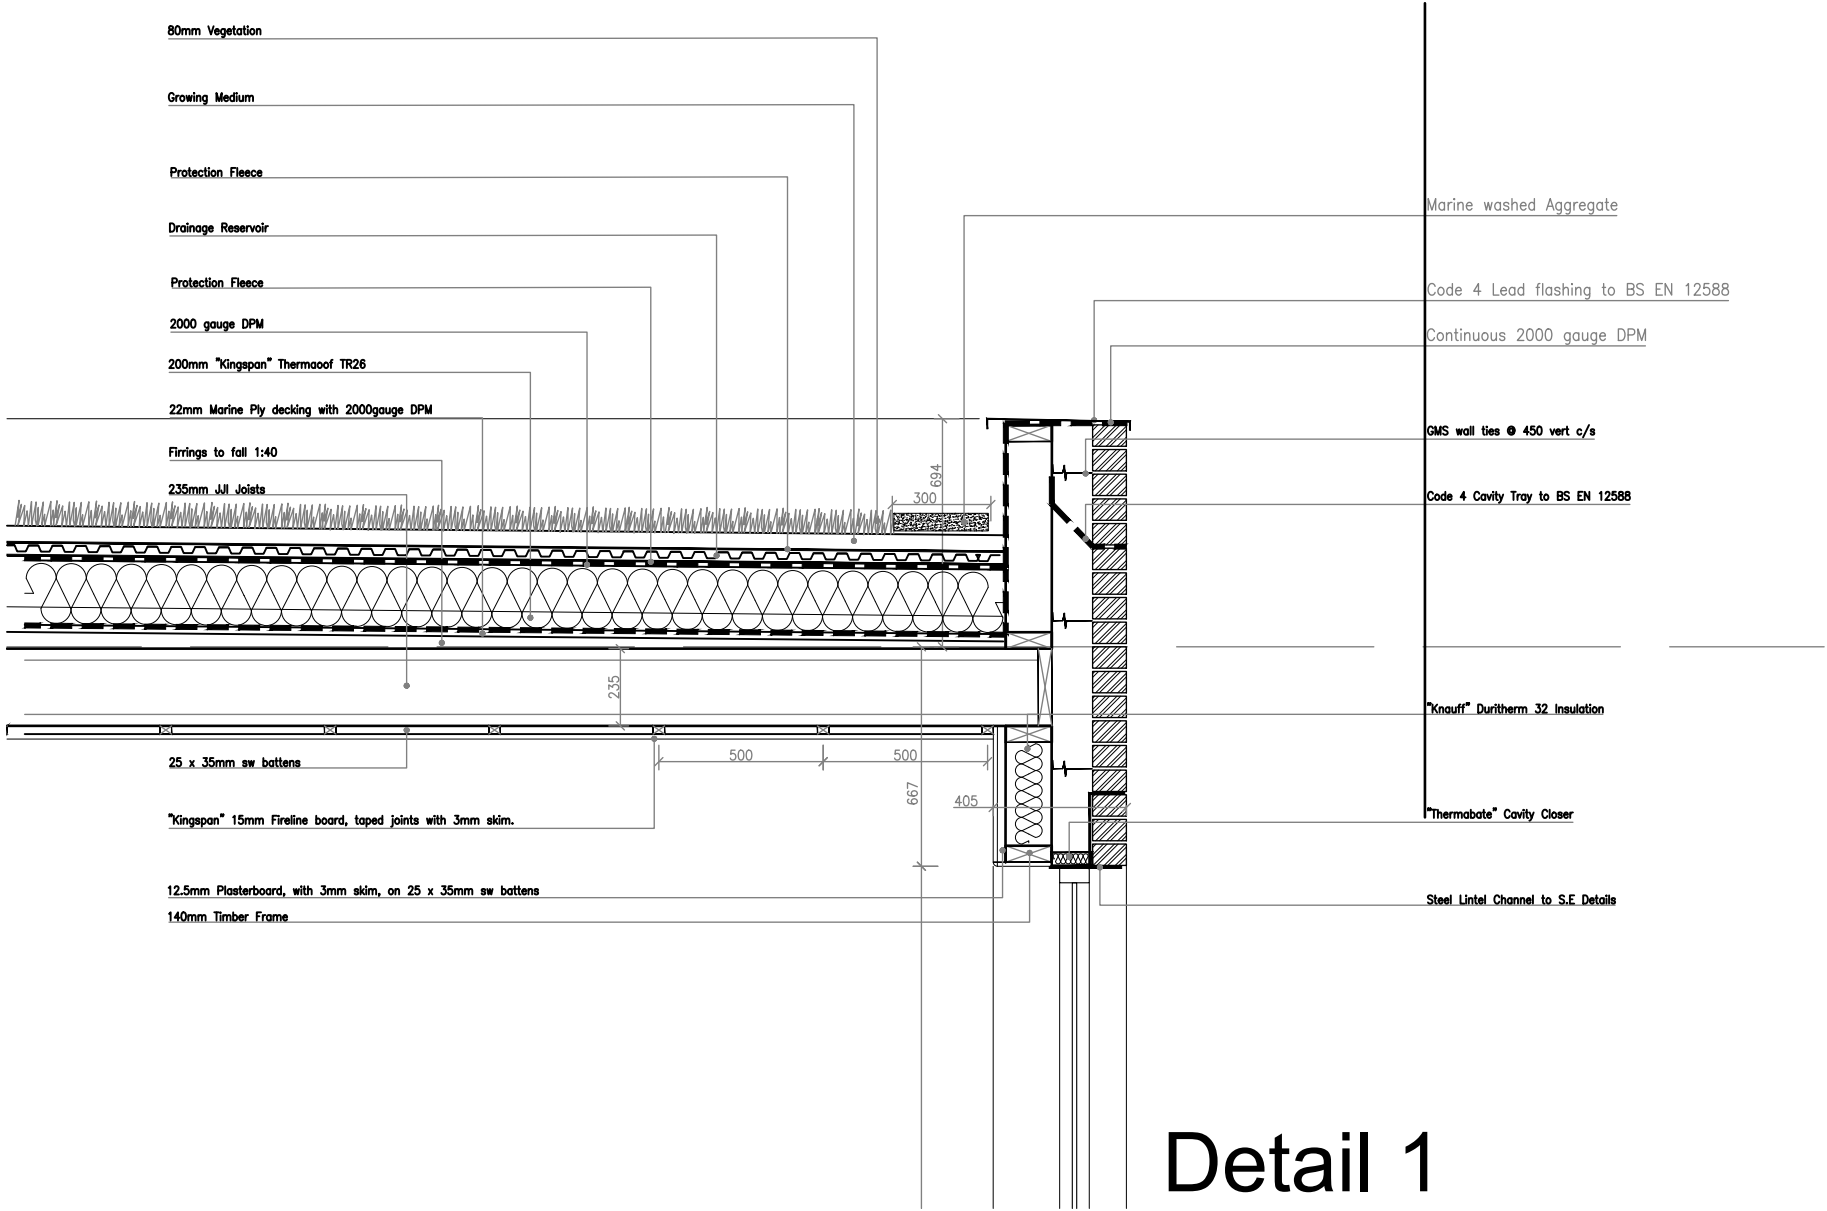 80mm Vegetation
Growing Medium
Protection Fleece
Drainage Reservoir
Protection Fleece
2000 gauge DPM
200mm "Kingspan" Thermaoof TR26
22mm Marine Ply decking with 2000gauge DPM
Firrings to fall 1:40
235mm JJI Joists
25 x 35mm sw battens
"Kingspan" 15mm Fireline board, taped joints with 3mm skim.
12.5mm Plasterboard, with 3mm skim, on 25 x 35mm sw battens
140mm Timber Frame
694
300
235
500
500
667
405
Marine washed Aggregate
Code 4 Lead flashing to BS EN 12588
Continuous 2000 gauge DPM
GMS wall ties @ 450 vert c/s
Code 4 Cavity Tray to BS EN 12588
"Knauff" Duritherm 32 Insulation
"Thermabate" Cavity Closer
Steel Lintel Channel to S.E Details
Detail 1